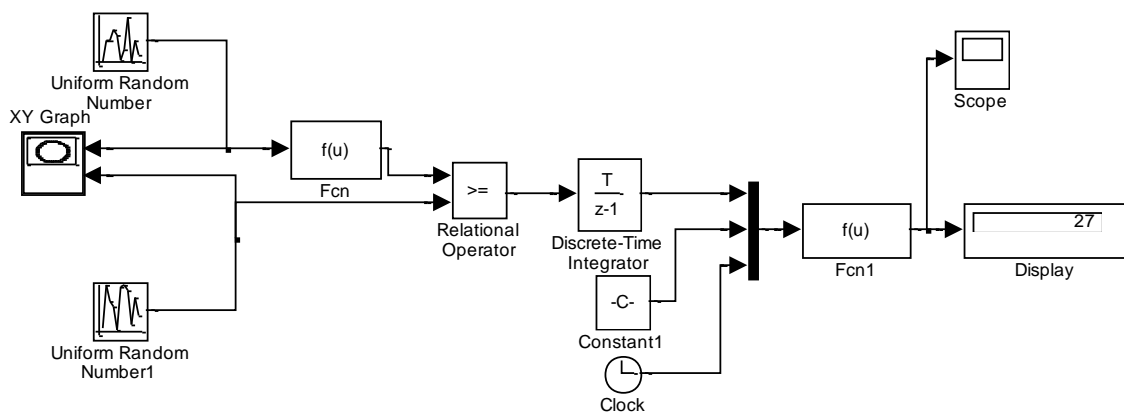 Uniform Random
Number
XY Graph
f(u)
Fcn
>=
Relational
Operator
T
z-1
Discrete-Time
Integrator
-C-
Constant1
Clock
f(u)
Fcn1
Scope
27
Display
Uniform Random
Number1